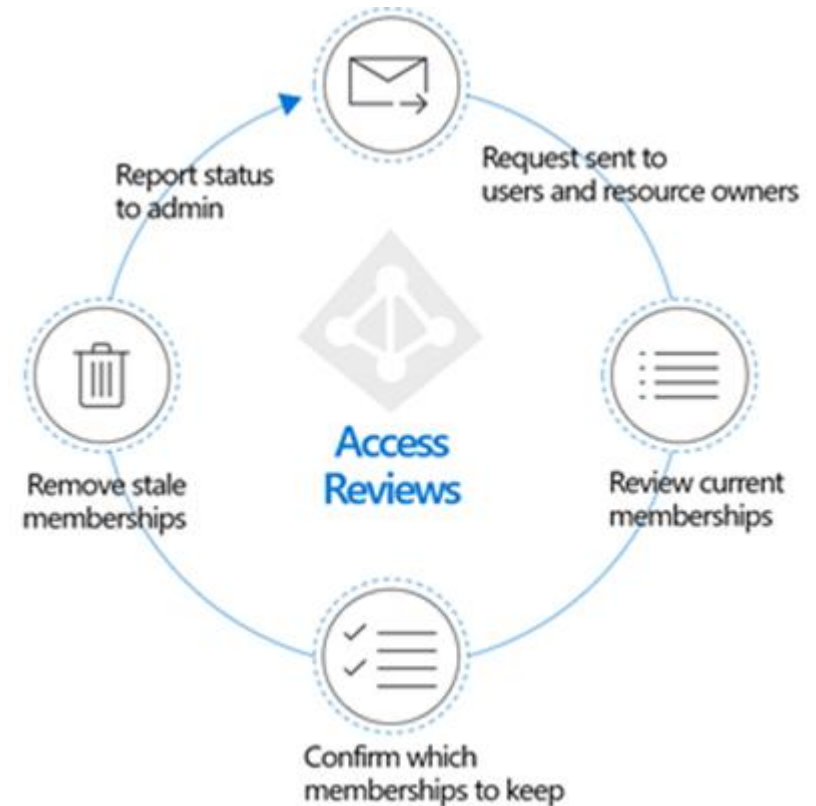 Report status
to admin
Request sent to
users and resource owners
Access
Reviews
Remove stale
memberships
Review current
memberships
Confirm which
memberships to keep